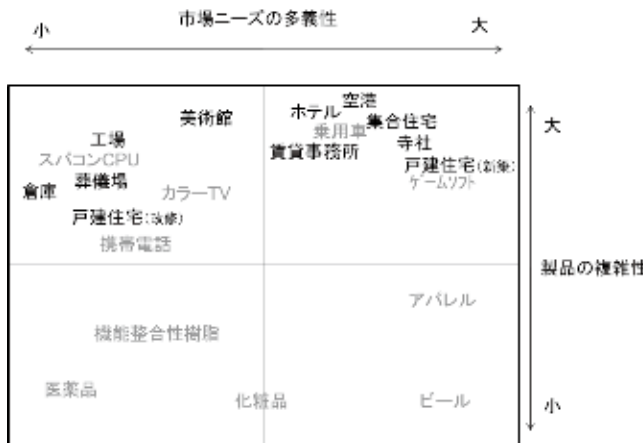 市場ニーズの多義性
小
大
空港
美術館
ホテル
乗用車
集合住宅
工場
寺社
賃貸事務所
スパコンCPU
戸建住宅(新築)
葬儀場
ゲームソフト
倉庫
カラーTV
戸建住宅(改修)
携帯電話
大
製品の複雑性
小
アパレル
機能整合性樹脂
医薬品
化粧品
ビール